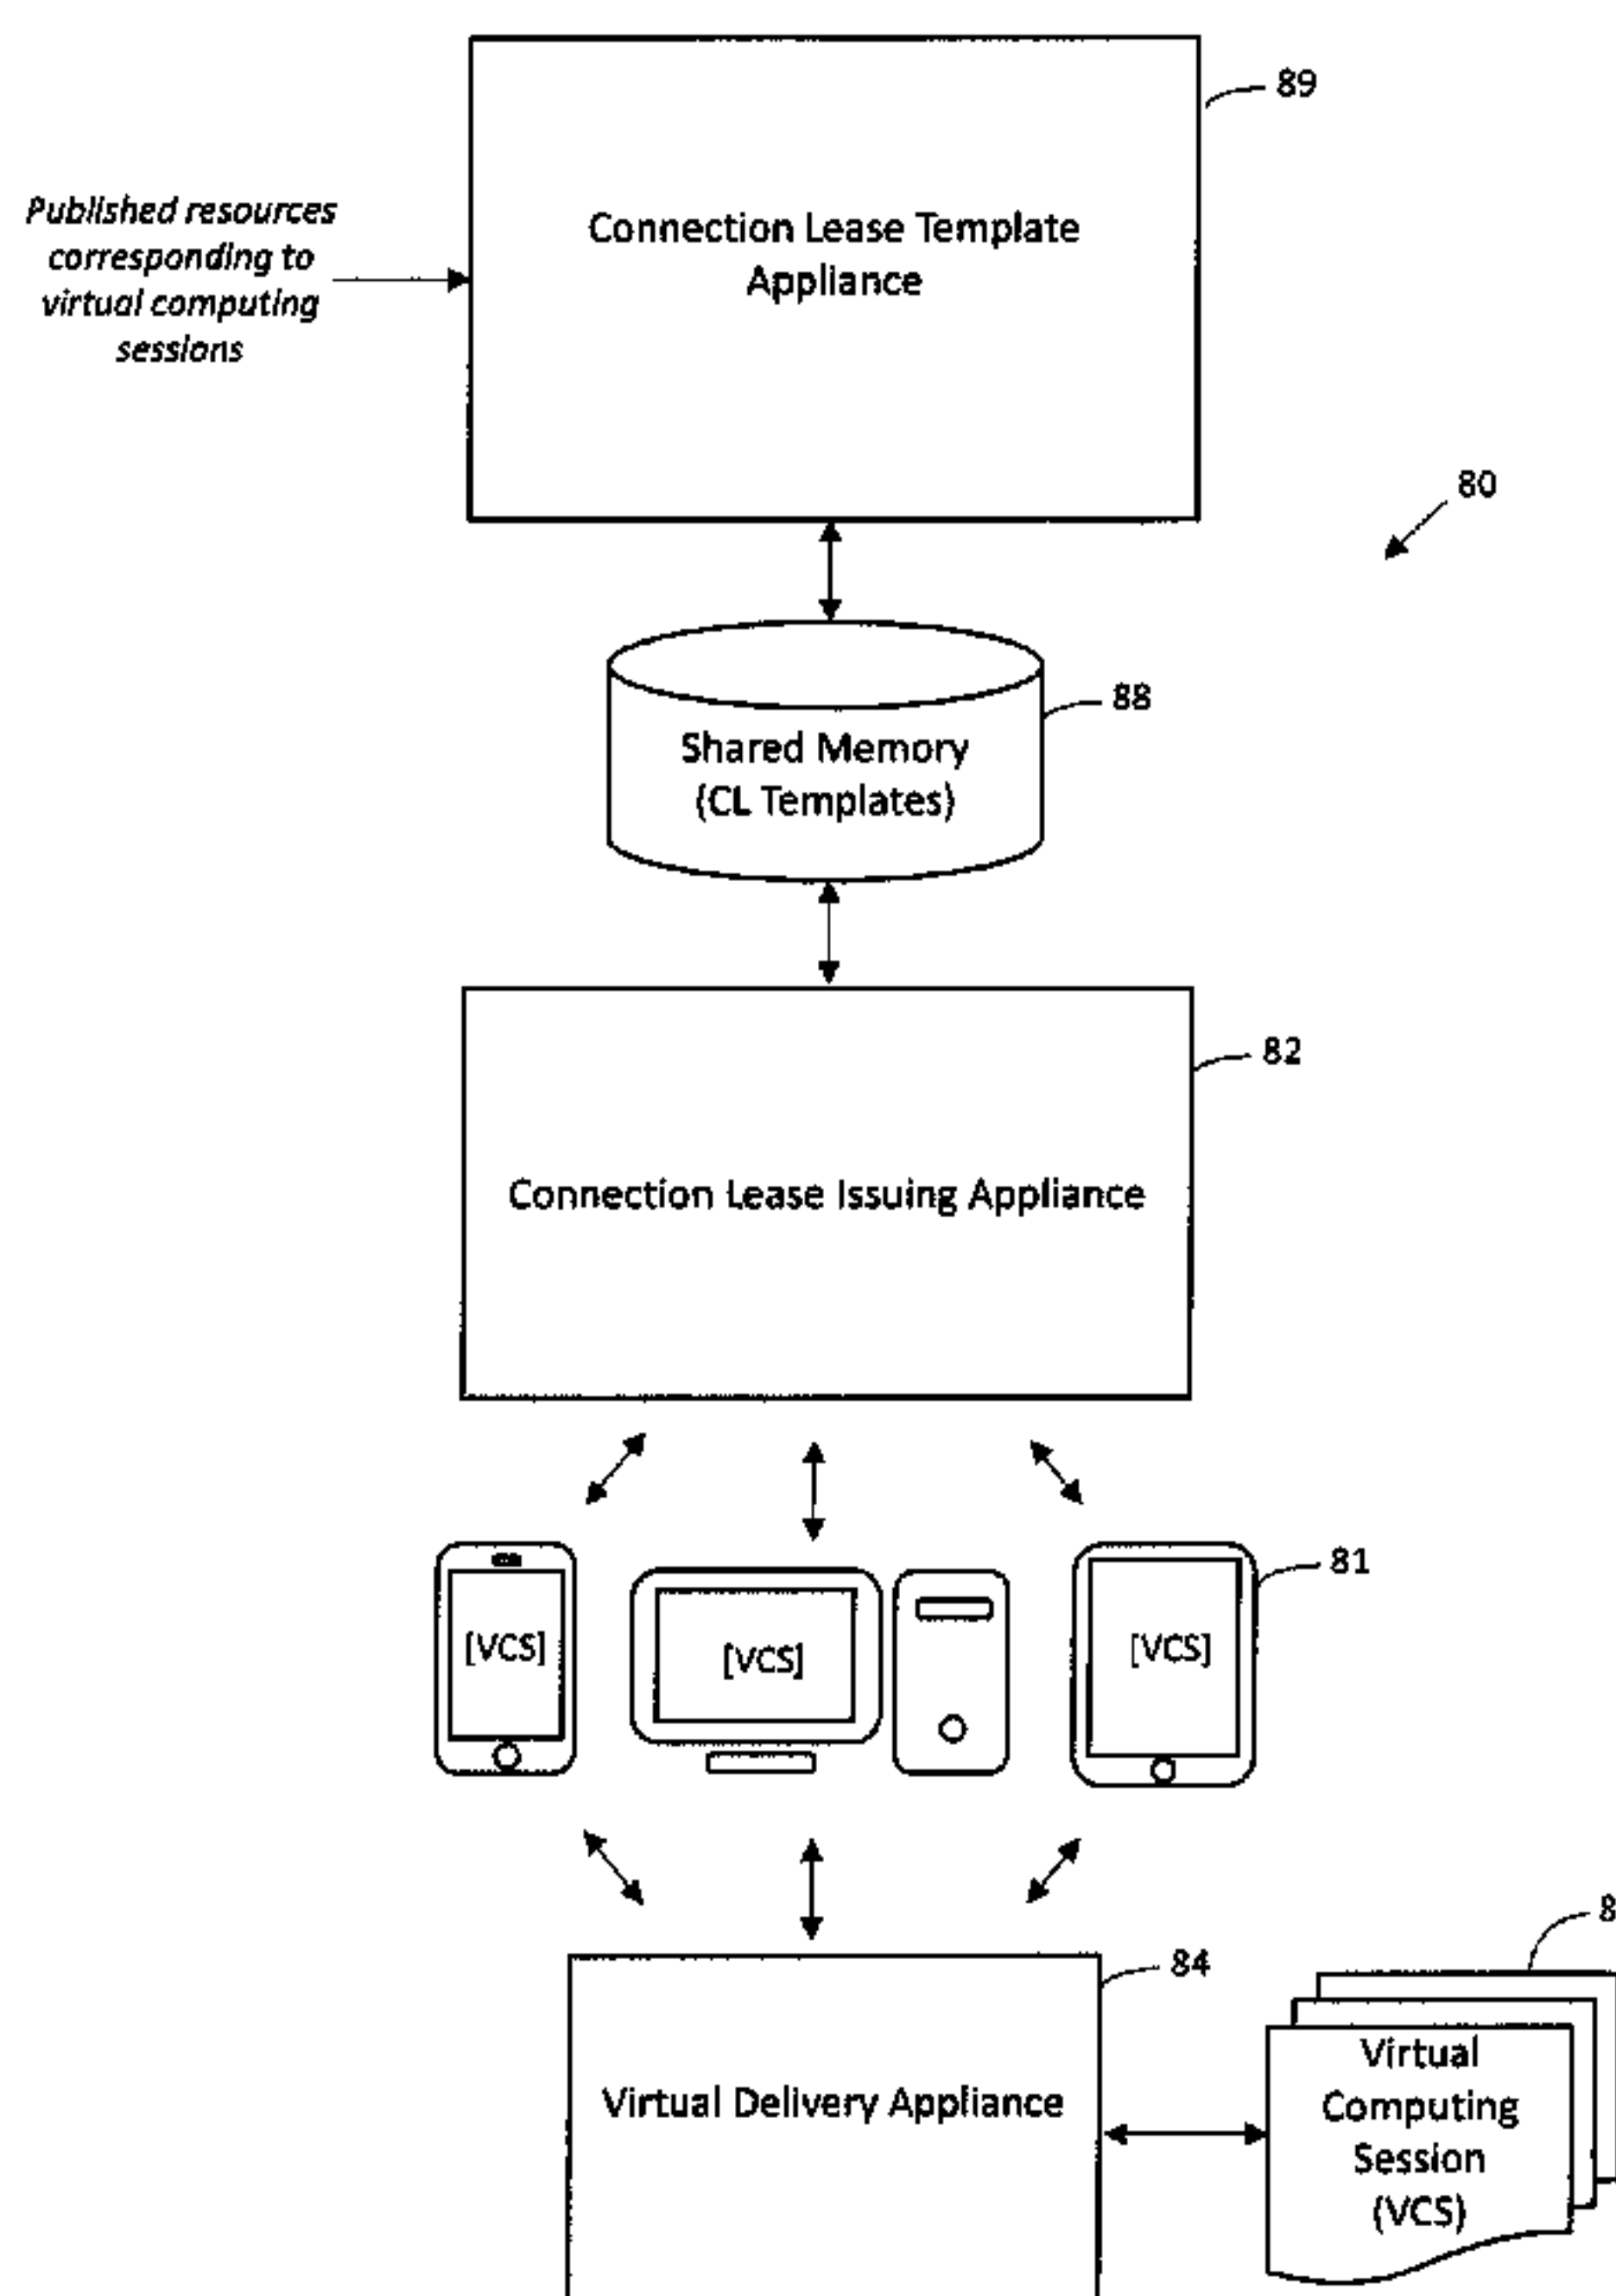 89
Published resources
corresponding to
virtual computing
sessions
Connection Lease Template
Appliance
80
88
Shared Memory
(CL Templates)
82
Connection Lease Issuing Appliance
81
[VCS]
[VCS]
[VCS]
84
Virtual Delivery Appliance
Virtual
Computing
Session
(VCS)